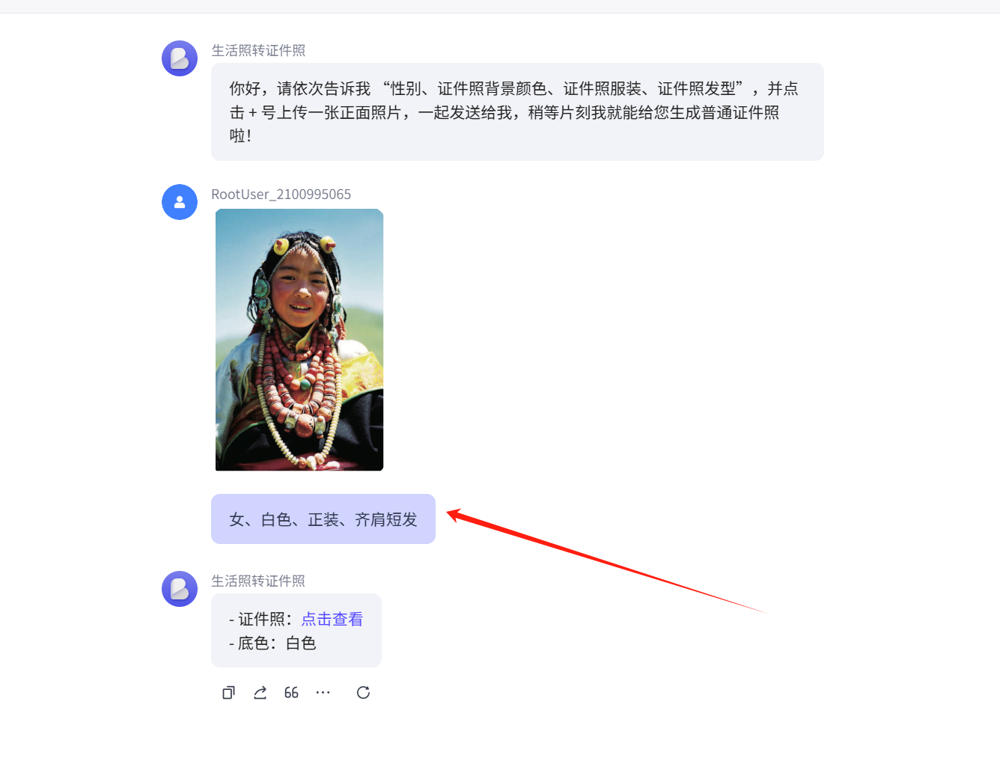 生活照转证件照
你好，请依次告诉我 “性别、证件照背景颜色、证件照服装、证件照发型”，并点
击 + 号上传一张正面照片，一起发送给我，稍等片刻我就能给您生成普通证件照
啦！
RootUser_2100995065
女、白色、正装、齐肩短发
生活照转证件照
- 证件照：点击查看
- 底色：白色